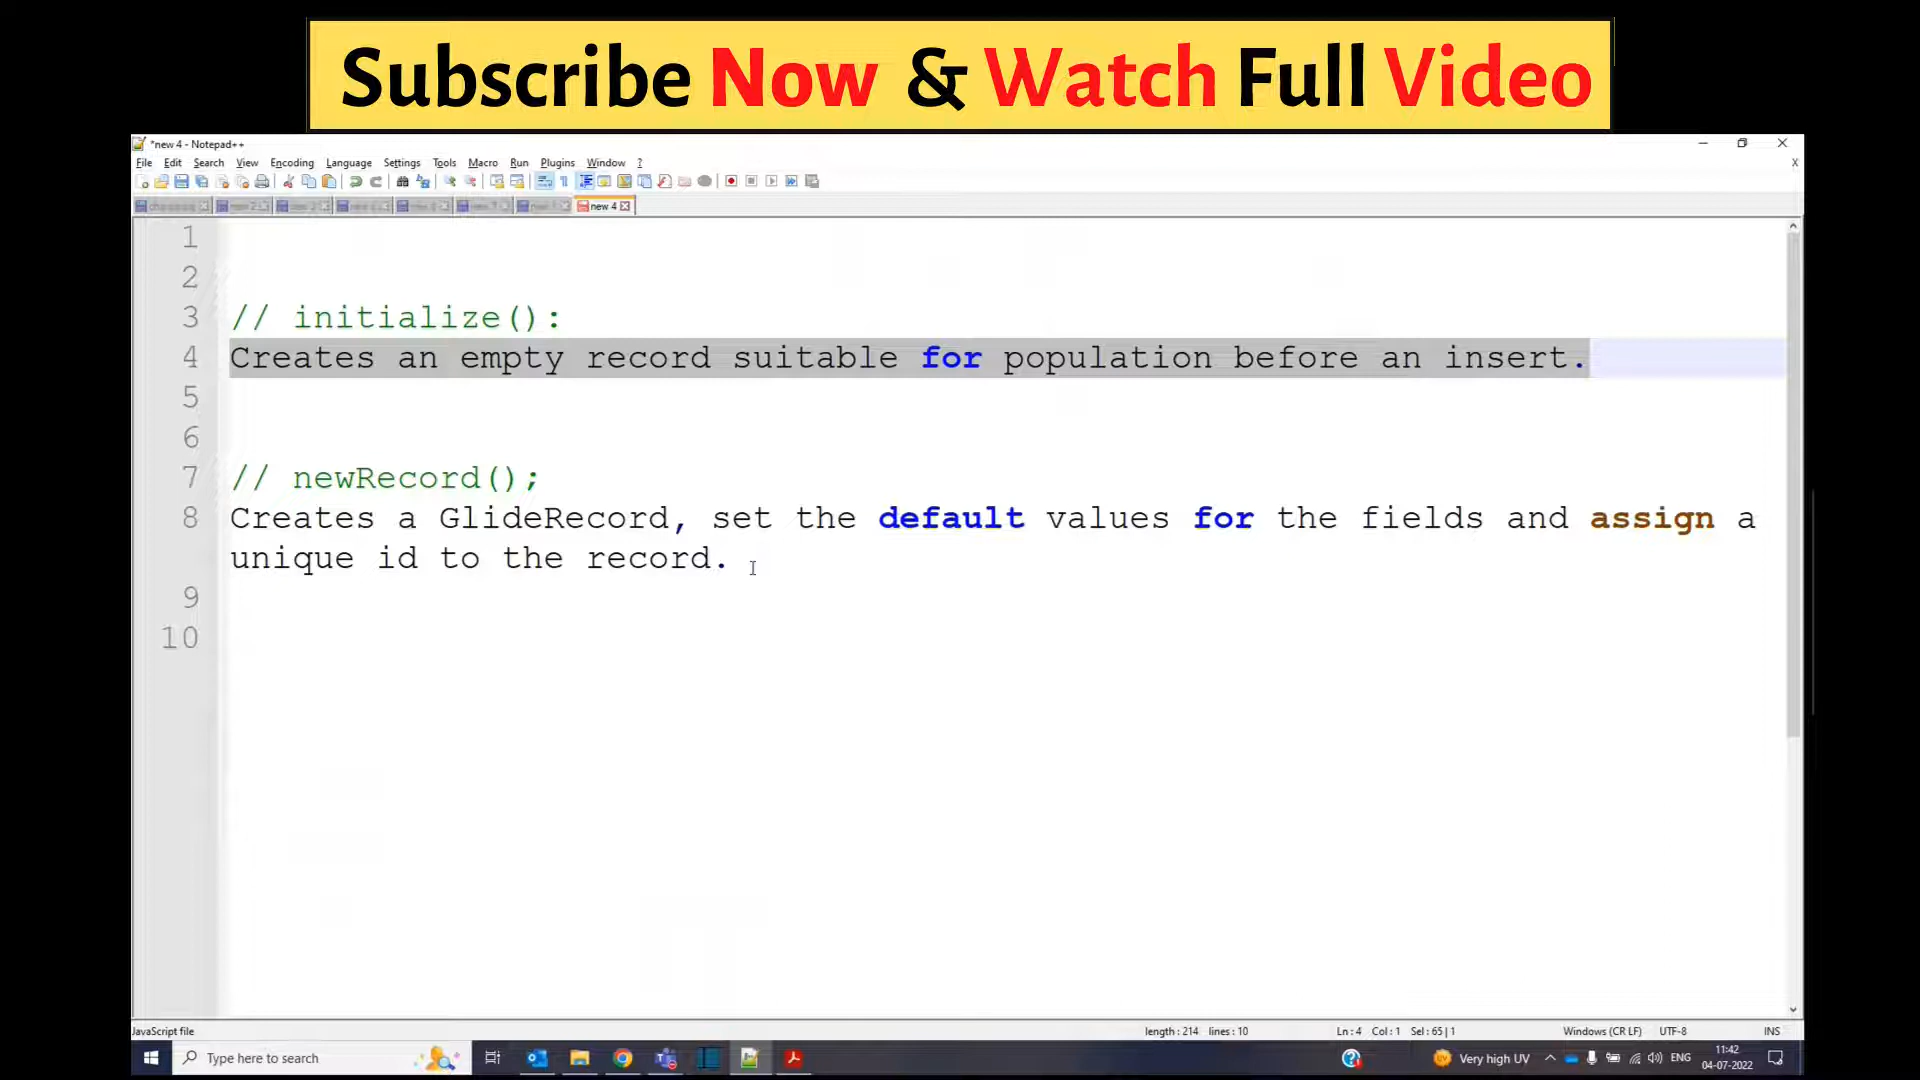 Subscribe Now & Watch Full Video
*new 4 - Notepad++
File Edit Search View Encoding Language Settings Tools Macro Run Plugins Window ?
X
new 4
1
2
3 // initialize():
4 Creates an empty record suitable for population before an insert.
5
6
7 // newRecord();
8 Creates a GlideRecord, set the default values for the fields and assign a
unique id to the record.
9
10
JavaScript file length : 214 lines : 10 Ln : 4 Col : 1 Sel : 65 | 1 Windows (CR LF) UTF-8 INS
Type here to search Very high UV ENG 11:42
04-07-2022